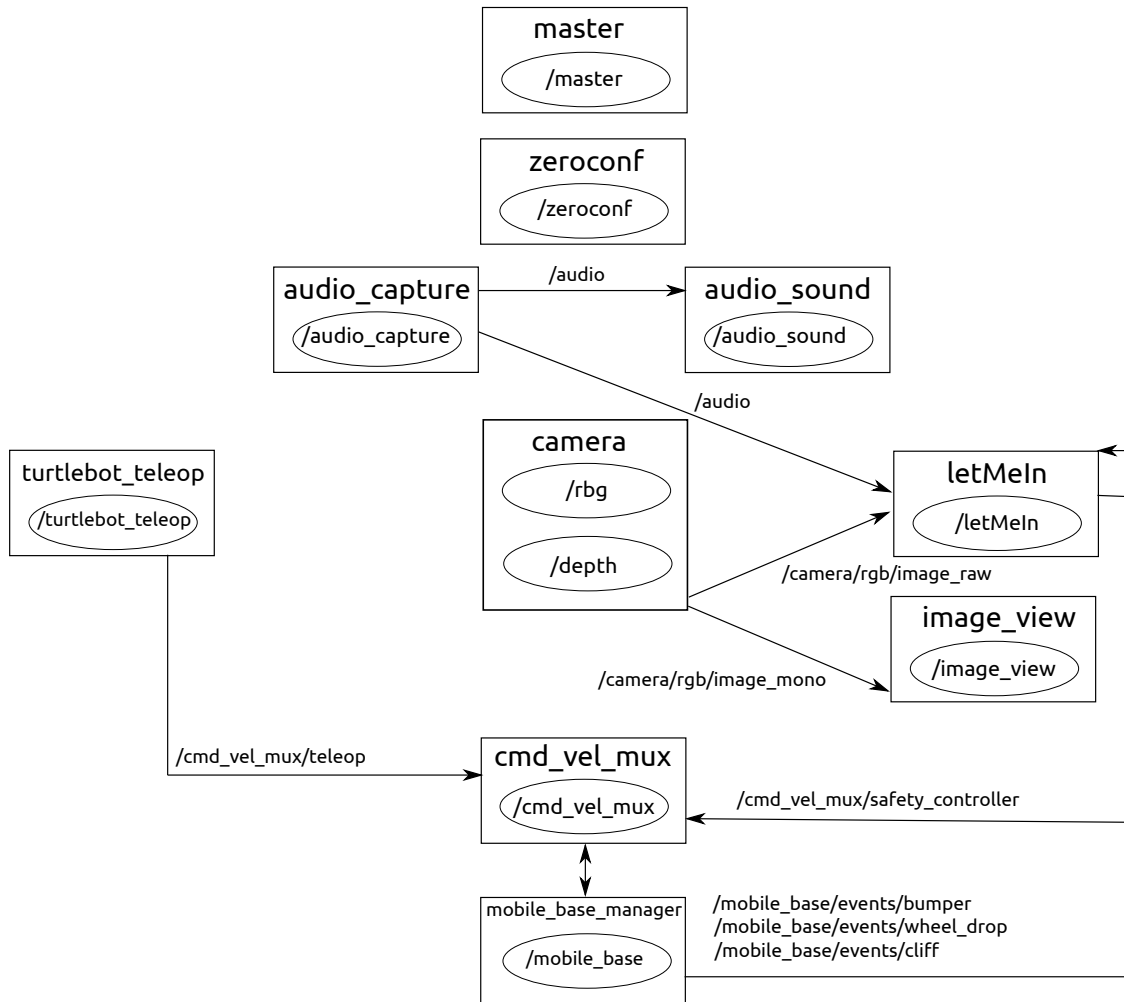 master
/master
zeroconf
/zeroconf
/audio
audio_capture
/audio_capture
audio_sound
/audio_sound
/audio
camera
/rbg
/depth
turtlebot_teleop
/turtlebot_teleop
letMeIn
/letMeIn
/camera/rgb/image_raw
image_view
/image_view
/camera/rgb/image_mono
/cmd_vel_mux/teleop
cmd_vel_mux
/cmd_vel_mux
/cmd_vel_mux/safety_controller
mobile_base_manager
/mobile_base
/mobile_base/events/bumper
/mobile_base/events/wheel_drop
/mobile_base/events/cliff